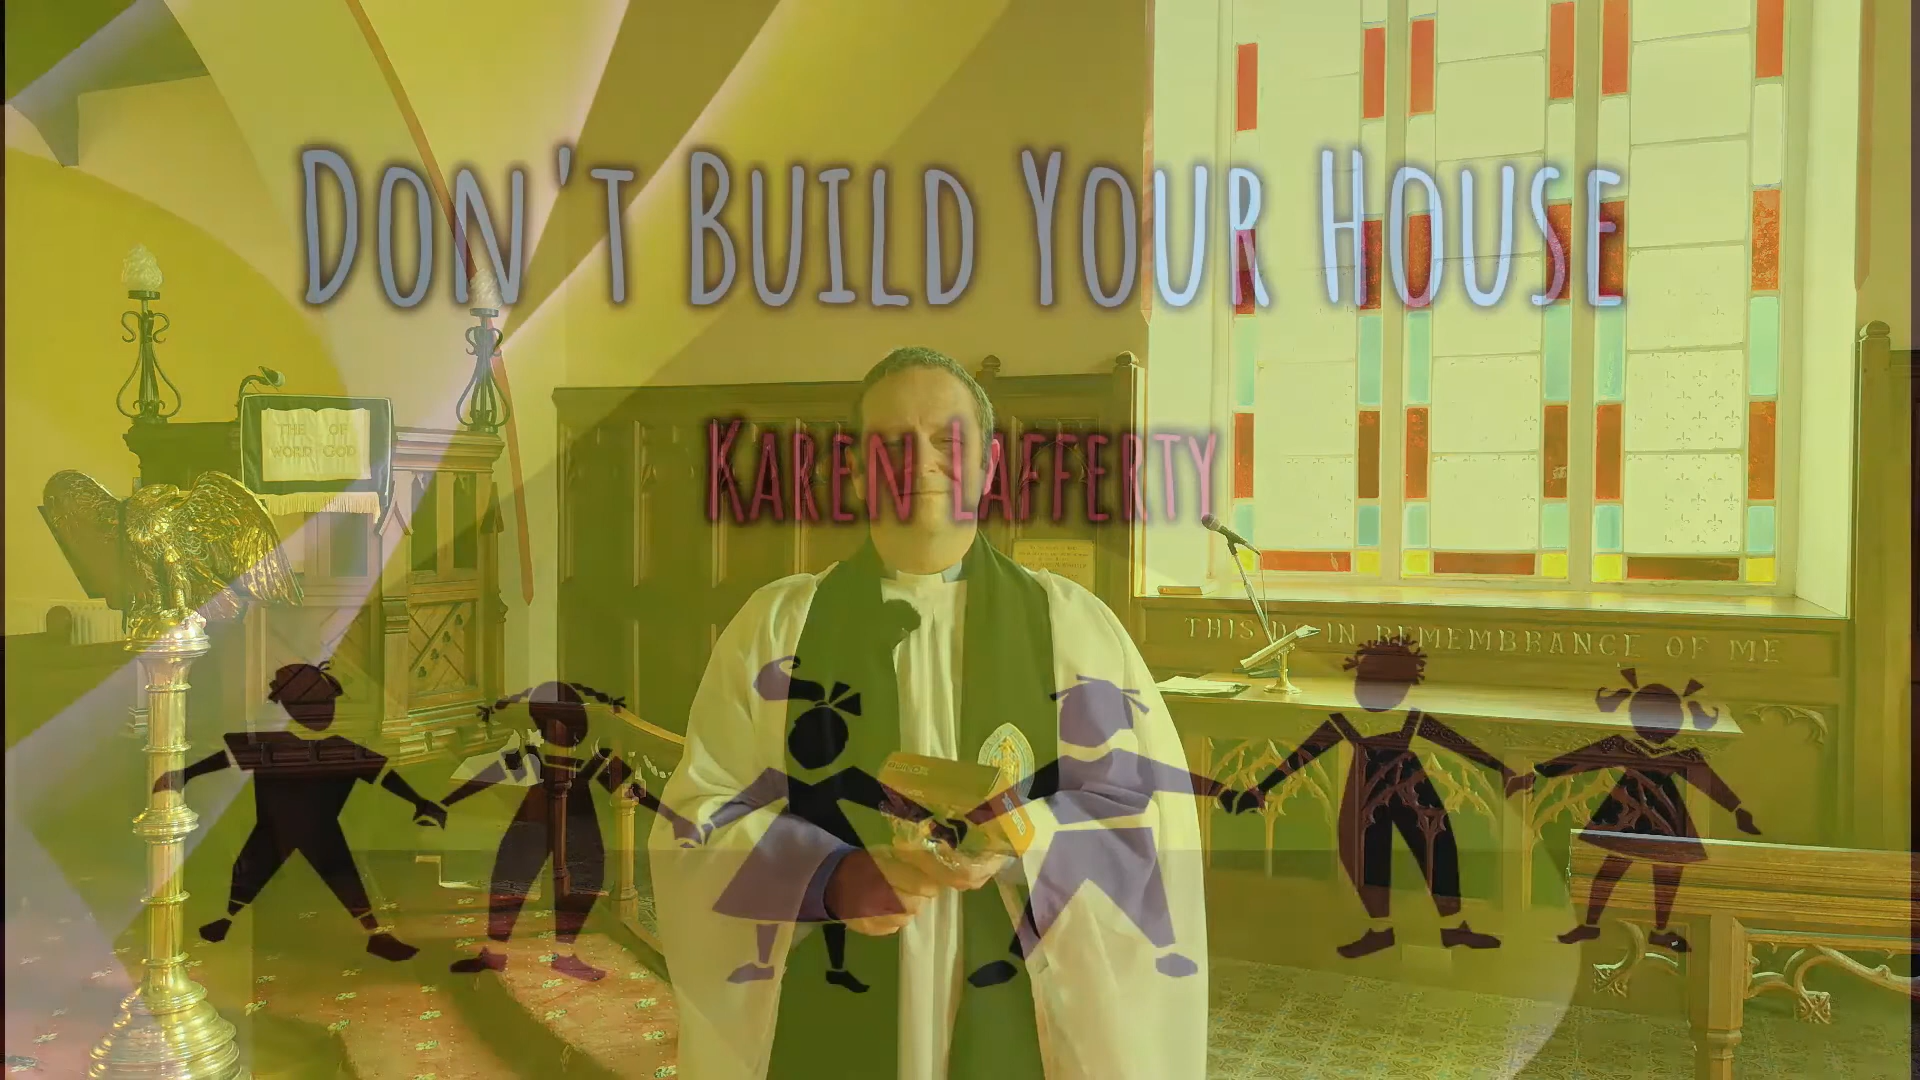 DON'T BUILD YOUR HOUSE
KAREN LAFFERTY
THE OF
WORD GOD
THIS DO IN REMEMBRANCE OF ME